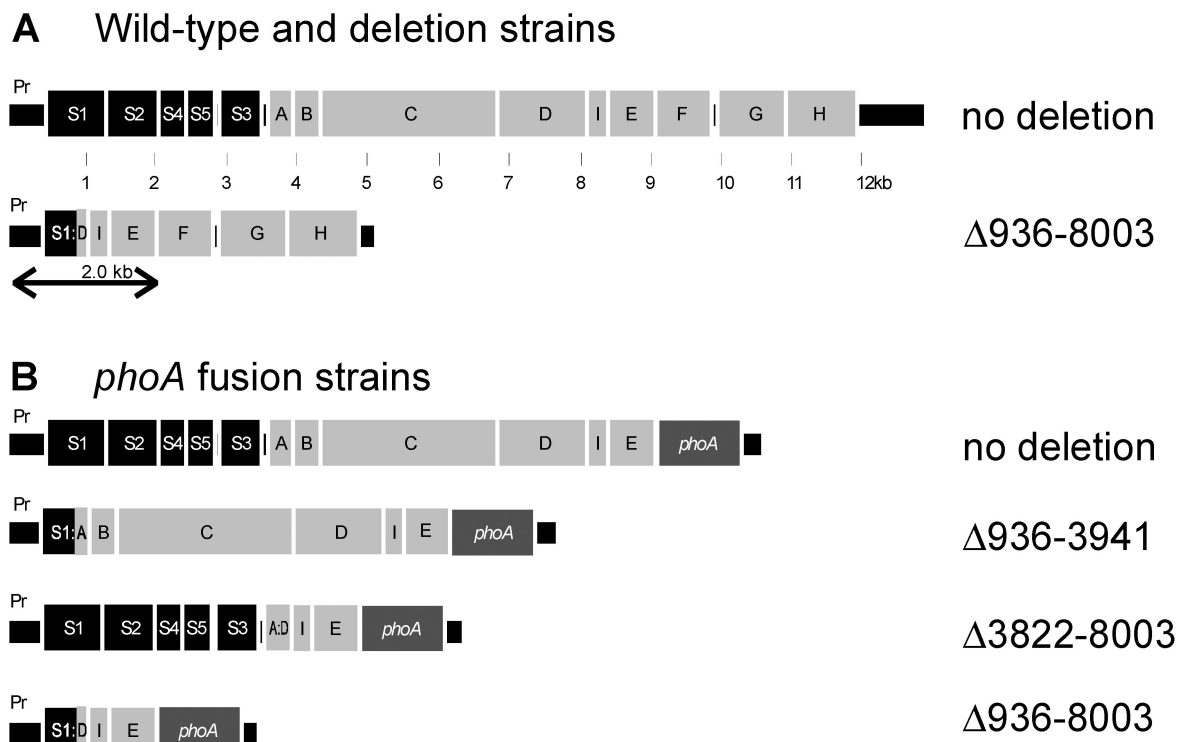 A Wild-type and deletion strains
Pr
S1 S2 S4 S5 S3 A B C D I E F G H no deletion
1 2 3 4 5 6 7 8 9 10 11 12kb
Pr
S1:D I E F G H Δ936-8003
2.0 kb
B phoA fusion strains
Pr
S1 S2 S4 S5 S3 A B C D I E phoA no deletion
Pr
S1:A B C D I E phoA Δ936-3941
Pr
S1 S2 S4 S5 S3 A:D I E phoA Δ3822-8003
Pr
S1:D I E phoA Δ936-8003